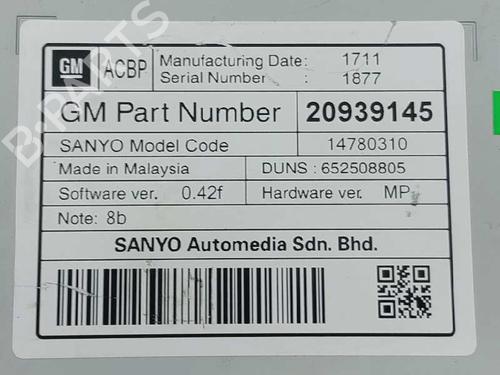 GM ACBP Manufacturing Date: 1711
Serial Number : 1877
GM Part Number 20939145
SANYO Model Code 14780310
Made in Malaysia DUNS : 652508805
Software ver. 0.42f Hardware ver. MP
Note: 8b
SANYO Automedia Sdn. Bhd.
B-PARTS